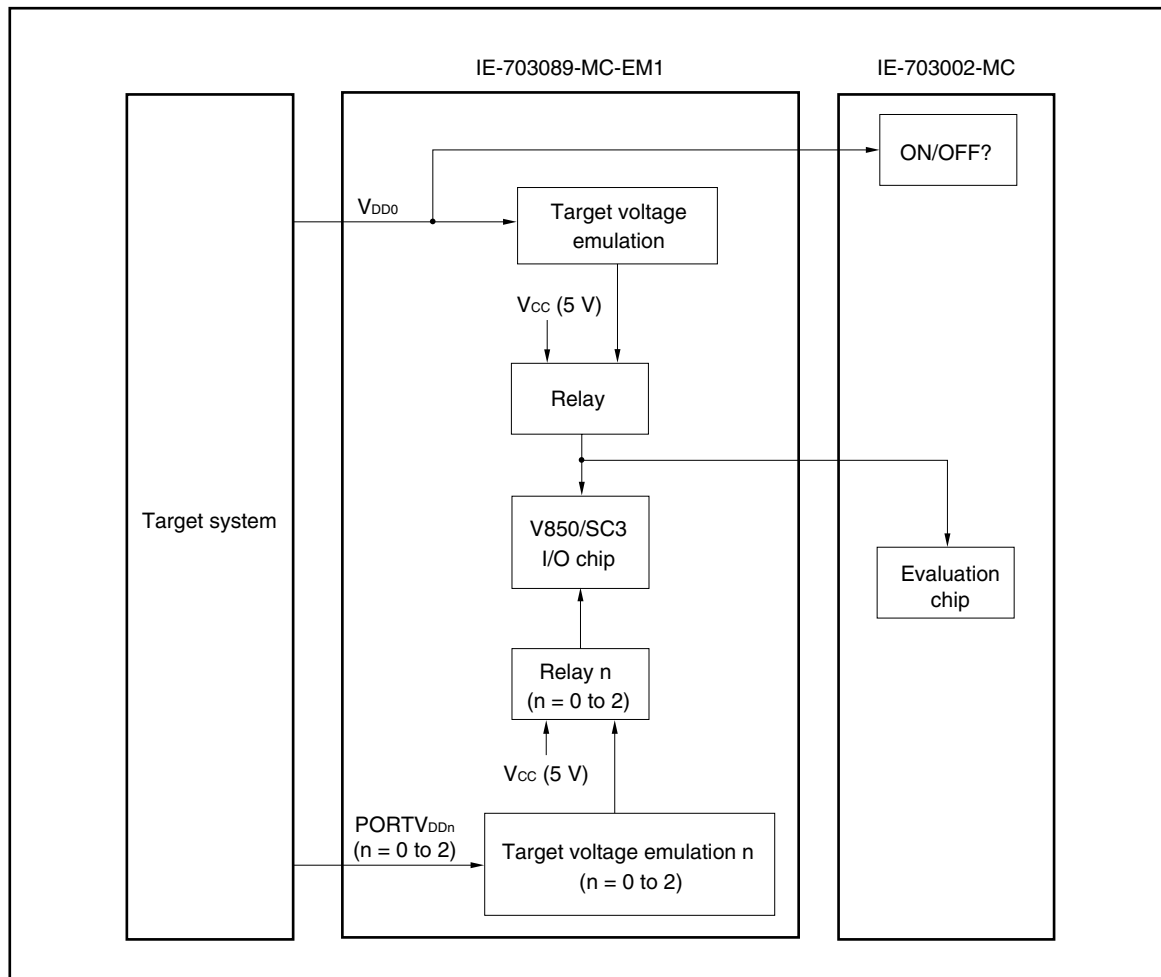 IE-703089-MC-EM1
IE-703002-MC
ON/OFF?
VDD0
Target voltage
emulation
VCC (5 V)
Relay
Target system
V850/SC3
I/O chip
Evaluation
chip
Relay n
(n = 0 to 2)
VCC (5 V)
PORTVDDn
(n = 0 to 2)
Target voltage emulation n
(n = 0 to 2)